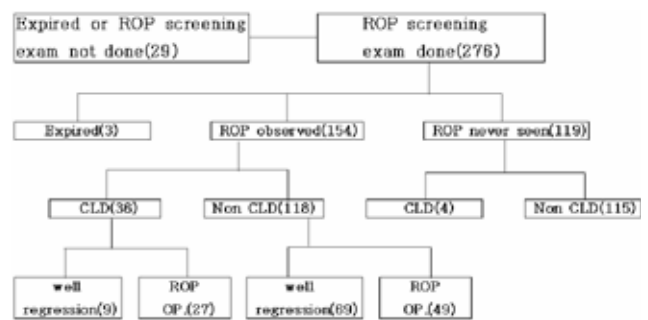 Expired or ROP screening
exam not done(29)
ROP screening
exam done(276)
Expired(3)
ROP observed(154)
ROP never seen(119)
CLD(36)
Non CLD(118)
CLD(4)
Non CLD(115)
well
regression(9)
ROP
OP.(27)
well
regression(69)
ROP
OP.(49)